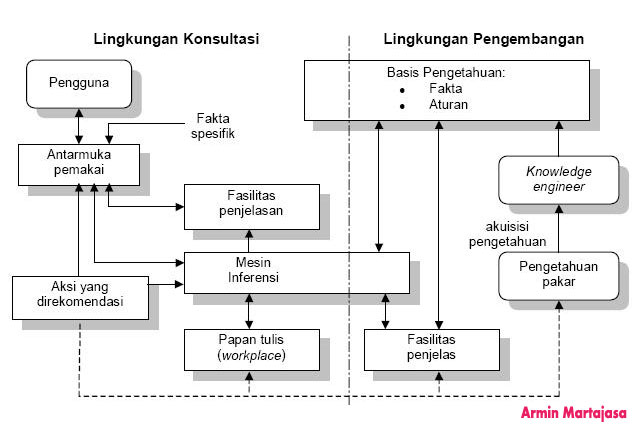 Lingkungan Konsultasi
Lingkungan Pengembangan
Pengguna
Basis Pengetahuan:
• Fakta
• Aturan
Fakta
spesifik
Antarmuka
pemakai
Knowledge
engineer
Fasilitas
penjelasan
akuisisi
pengetahuan
Mesin
Inferensi
Pengetahuan
pakar
Aksi yang
direkomendasi
Papan tulis
(workplace)
Fasilitas
penjelas
Armin Martajasa